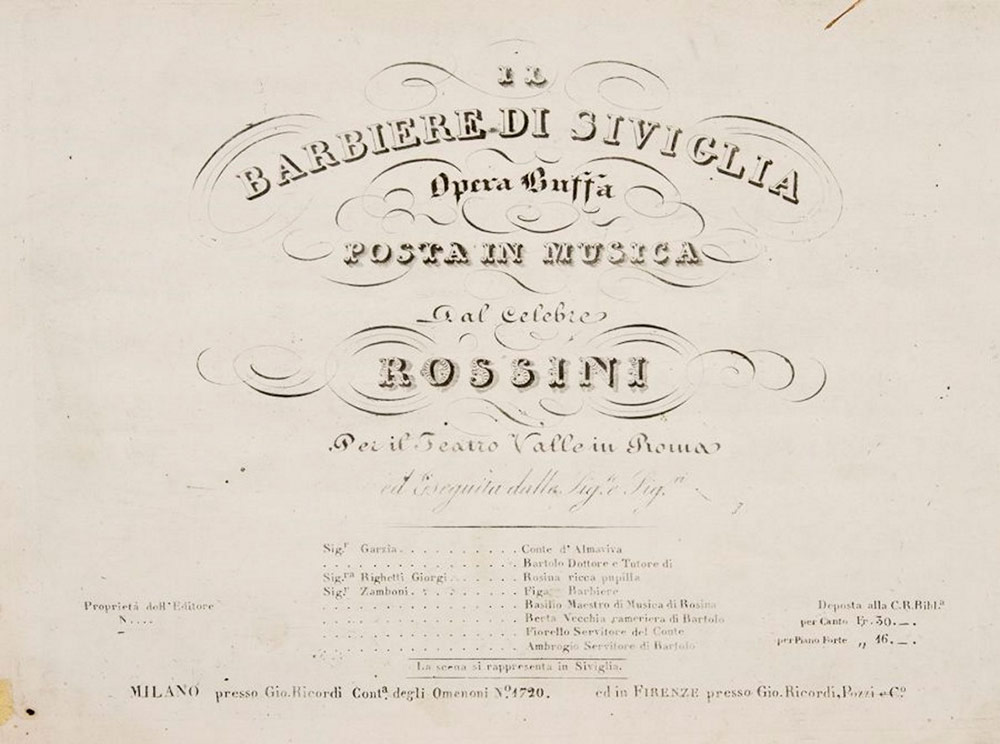 IL
BARBIERE DI SIVIGLIA
Opera Buffa
POSTA IN MUSICA
Dal Celebre
ROSSINI
Per il Teatro Valle in Roma
ed Eseguita dalla Sig.e Sig.ri
Sig.r Garzia . . . . . . . . . . Conte d'Almaviva
. . . . . . . . . . . . . . . . Bartolo Dottore e Tutore di
Sig.ra Righetti Giorgi . . . . . . Rosina ricca pupilla
Sig.r Zamboni . . . . . . . . . Figa Barbiere
. . . . . . . . . . . . . . . . Basilio Maestro di Musica di Rosina
. . . . . . . . . . . . . . . . Berta Vecchia cameriera di Bartolo
. . . . . . . . . . . . . . . . Fiorello Servitore del Conte
. . . . . . . . . . . . . . . . Ambrogio Servitore di Bartolo
Proprietà dell'Editore
N. . . .
Deposta alla C.R.Bibl.a
per Canto Fr. 30._.
per Piano Forte „ 16._.
La scena si rappresenta in Siviglia.
MILANO presso Gio. Ricordi Cont.a degli Omenoni N.o 1720. ed in FIRENZE presso Gio. Ricordi, Pozzi e C.o